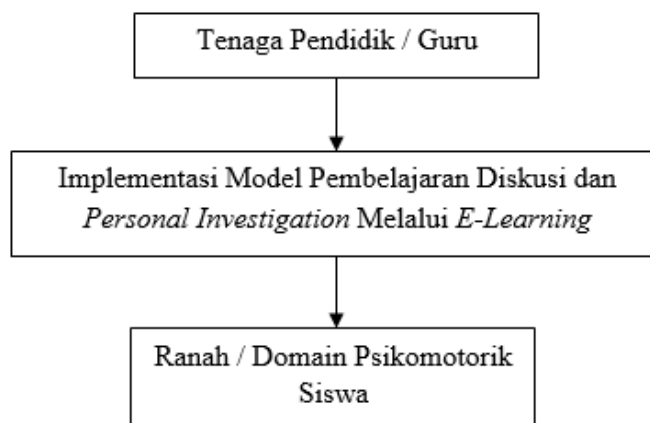 Tenaga Pendidik / Guru
Implementasi Model Pembelajaran Diskusi dan
Personal Investigation Melalui E-Learning
Ranah / Domain Psikomotorik
Siswa